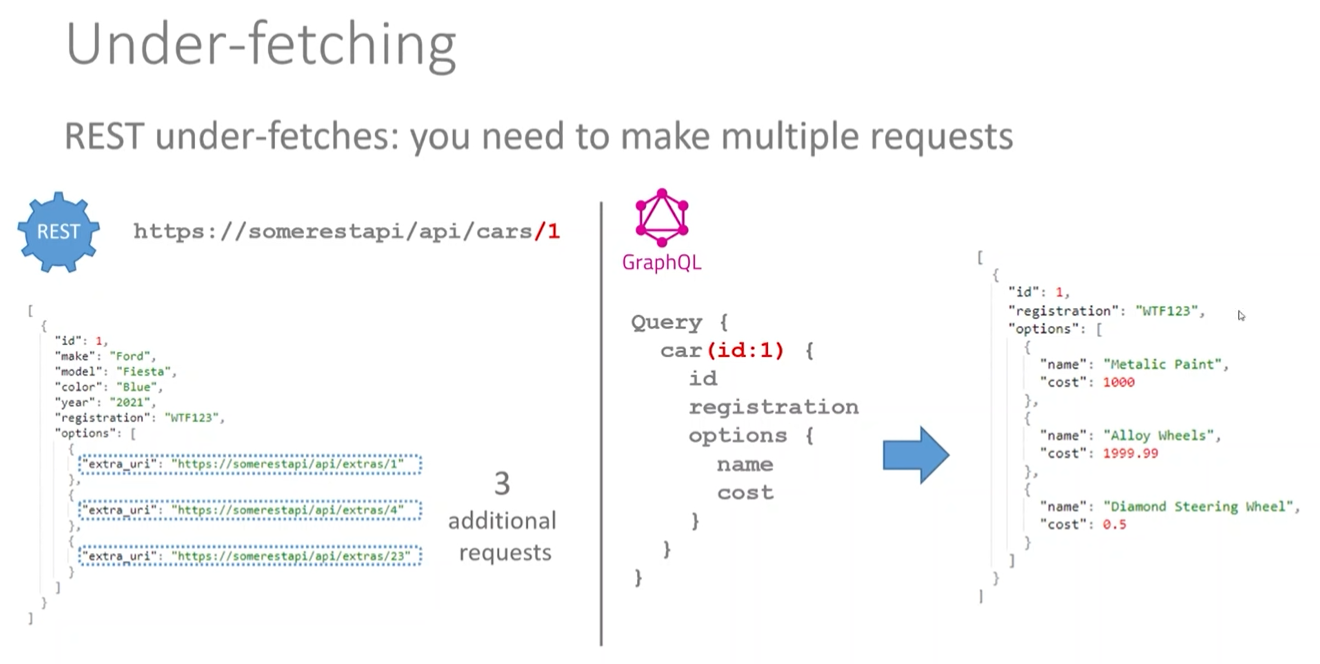 Under-fetching
REST under-fetches: you need to make multiple requests
REST
https://somerestapi/api/cars/1
[
{
"id": 1,
"make": "Ford",
"model": "Fiesta",
"color": "Blue",
"year": "2021",
"registration": "WTF123",
"options": [
{
"extra_uri": "https://somerestapi/api/extras/1"
},
{
"extra_uri": "https://somerestapi/api/extras/4"
},
{
"extra_uri": "https://somerestapi/api/extras/23"
}
]
}
]
3
additional
requests
GraphQL
Query {
car(id:1) {
id
registration
options {
name
cost
}
}
}
[
{
"id": 1,
"registration": "WTF123",
"options": [
{
"name": "Metalic Paint",
"cost": 1000
},
{
"name": "Alloy Wheels",
"cost": 1999.99
},
{
"name": "Diamond Steering Wheel",
"cost": 0.5
}
]
}
]